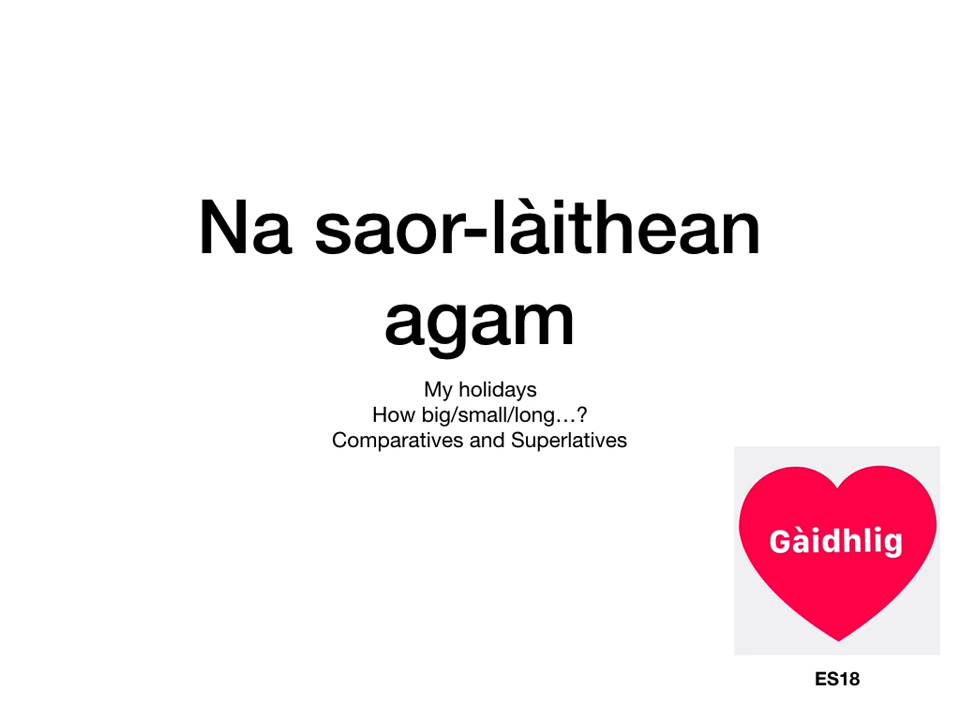 Na saor-làithean
agam
My holidays
How big/small/long…?
Comparatives and Superlatives
Gàidhlig
ES18